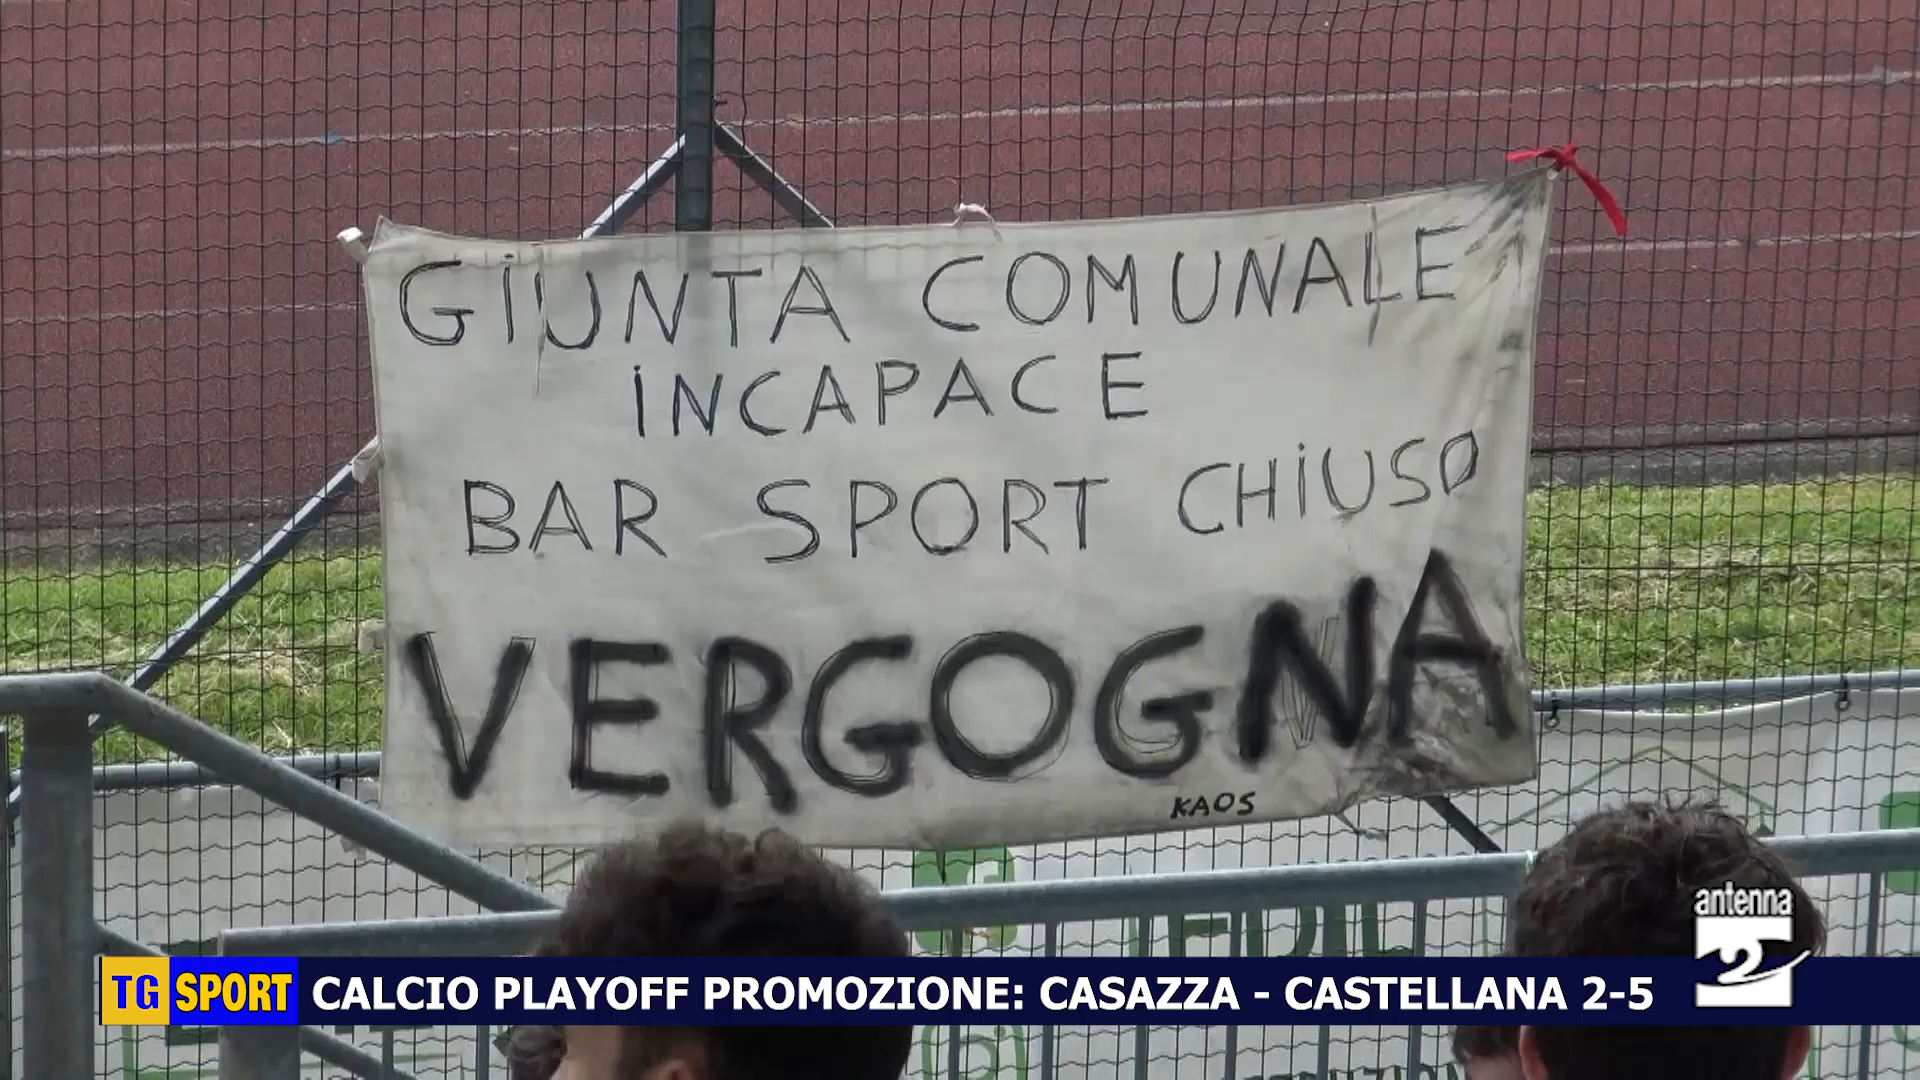 GIUNTA COMUNALE
INCAPACE
BAR SPORT CHIUSO
VERGOGNA
KAOS
antenna
2
TG SPORT CALCIO PLAYOFF PROMOZIONE: CASAZZA - CASTELLANA 2-5